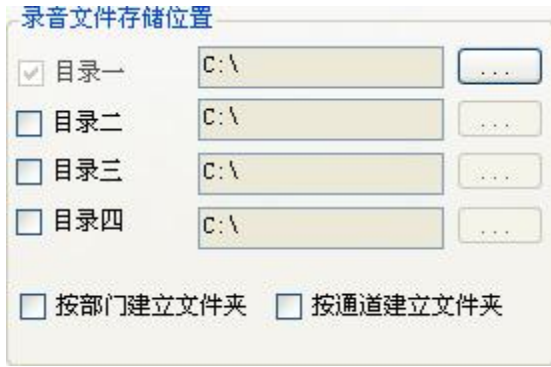 录音文件存储位置
目录一 C:\ ...
目录二 C:\ ...
目录三 C:\ ...
目录四 C:\ ...
按部门建立文件夹 按通道建立文件夹